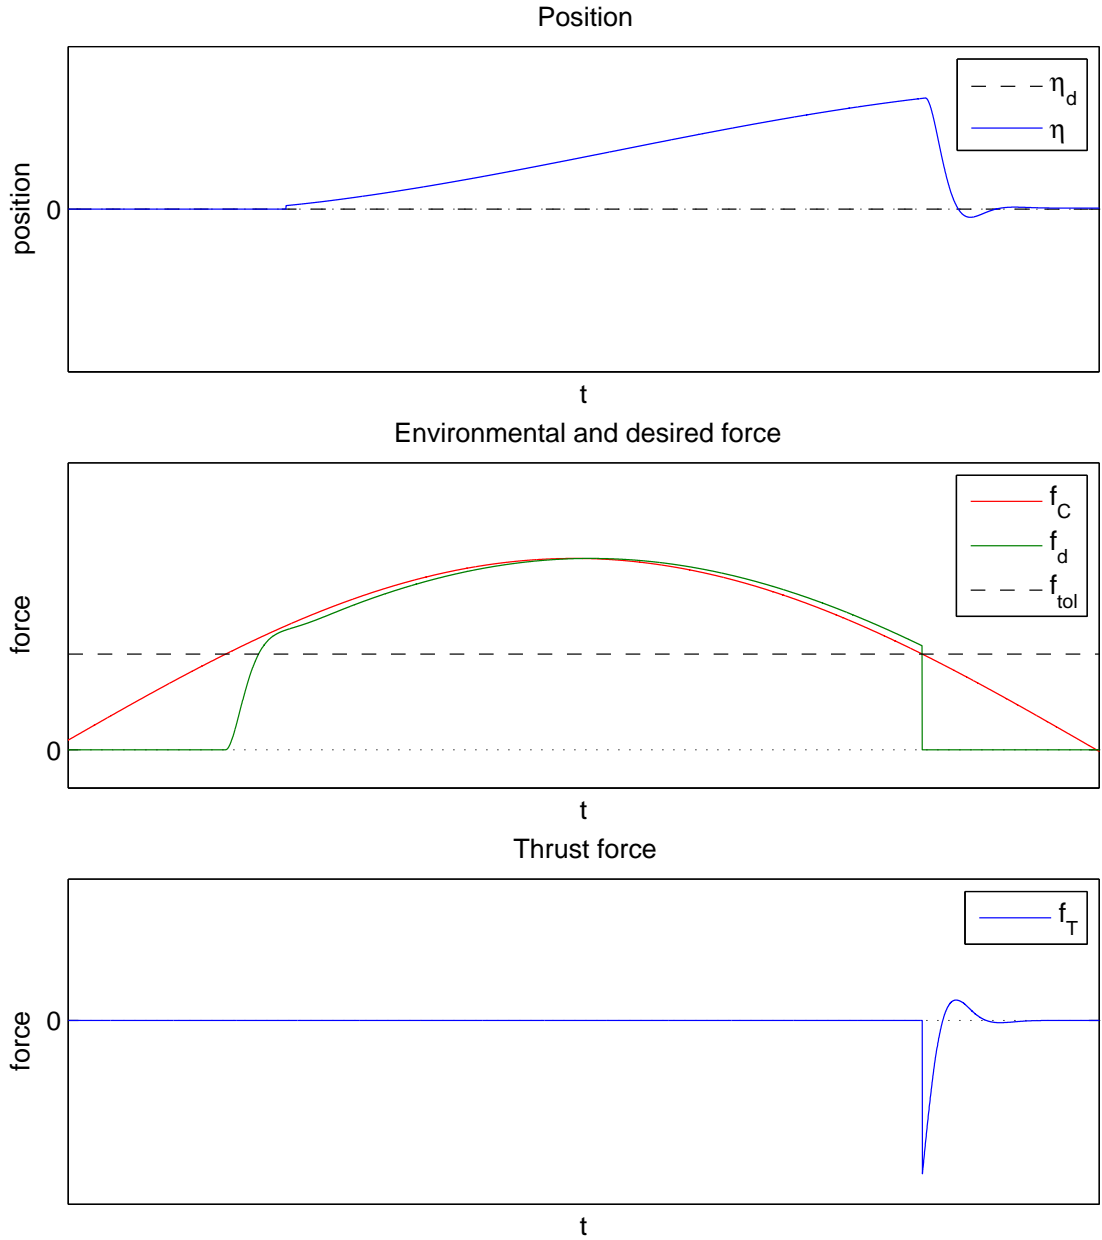 Position
η_d
η
0
position
t
Environmental and desired force
f_C
f_d
f_tol
0
force
t
Thrust force
f_T
0
force
t